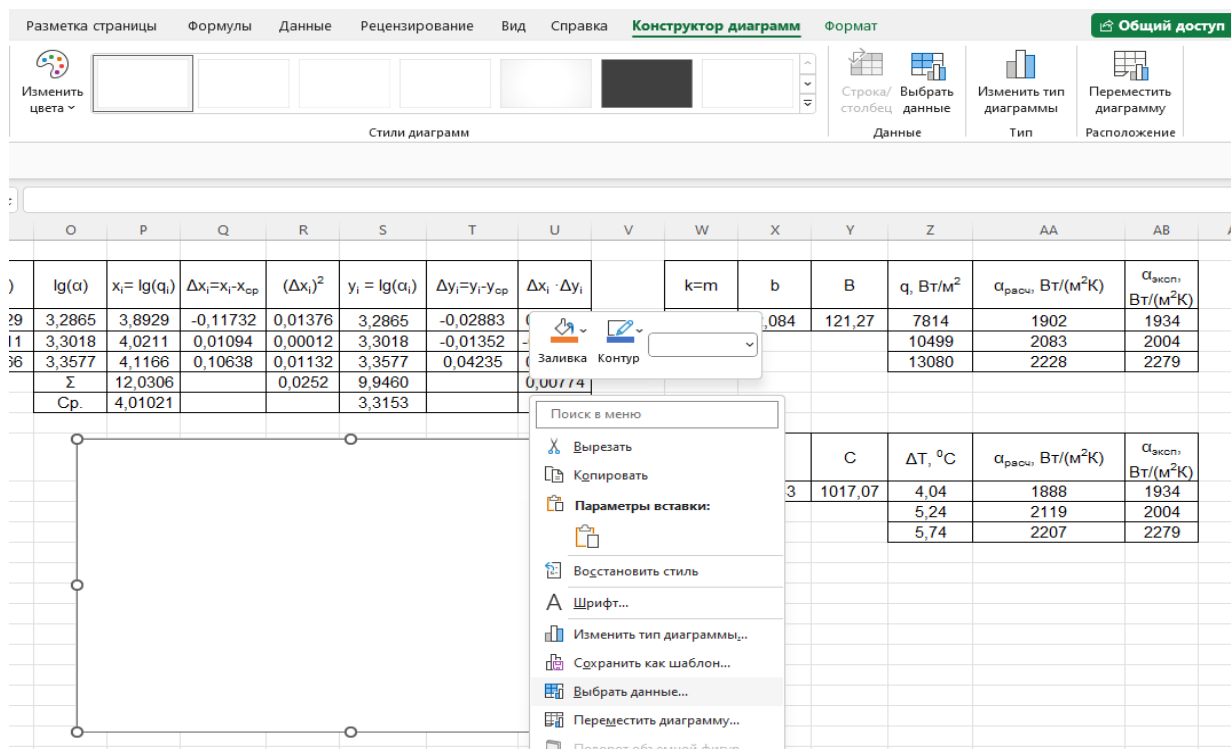 Разметка страницы Формулы Данные Рецензирование Вид Справка Конструктор диаграмм Формат Общий доступ
Изменить цвета
Строка/ столбец
Выбрать данные
Изменить тип диаграммы
Переместить диаграмму
Стили диаграмм Данные Тип Расположение
O P Q R S T U V W X Y Z AA AB
) lg(α) xᵢ= lg(qᵢ) Δxᵢ=xᵢ-xср (Δxᵢ)² yᵢ = lg(αᵢ) Δyᵢ=yᵢ-yср Δxᵢ ·Δyᵢ k=m b B q, Вт/м² αрасч, Вт/(м²К) αэксп, Вт/(м²К)
29 3,2865 3,8929 -0,11732 0,01376 3,2865 -0,02883 ,084 121,27 7814 1902 1934
11 3,3018 4,0211 0,01094 0,00012 3,3018 -0,01352 10499 2083 2004
66 3,3577 4,1166 0,10638 0,01132 3,3577 0,04235 13080 2228 2279
Σ 12,0306 0,0252 9,9460 0,00774
Ср. 4,01021 3,3153
Заливка Контур
Поиск в меню
Вырезать
Копировать
Параметры вставки:
Восстановить стиль
Шрифт...
Изменить тип диаграммы...
Сохранить как шаблон...
Выбрать данные...
Переместить диаграмму...
C ΔT, ⁰C αрасч, Вт/(м²К) αэксп, Вт/(м²К)
3 1017,07 4,04 1888 1934
5,24 2119 2004
5,74 2207 2279